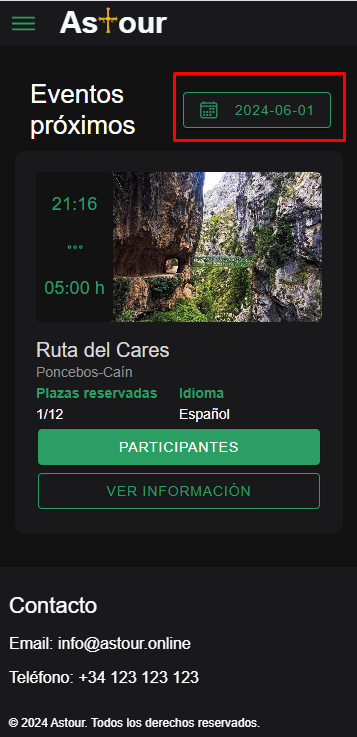 Astour
Eventos
próximos
2024-06-01
21:16
05:00 h
Ruta del Cares
Poncebos-Caín
Plazas reservadas Idioma
1/12 Español
PARTICIPANTES
VER INFORMACIÓN
Contacto
Email: info@astour.online
Teléfono: +34 123 123 123
© 2024 Astour. Todos los derechos reservados.